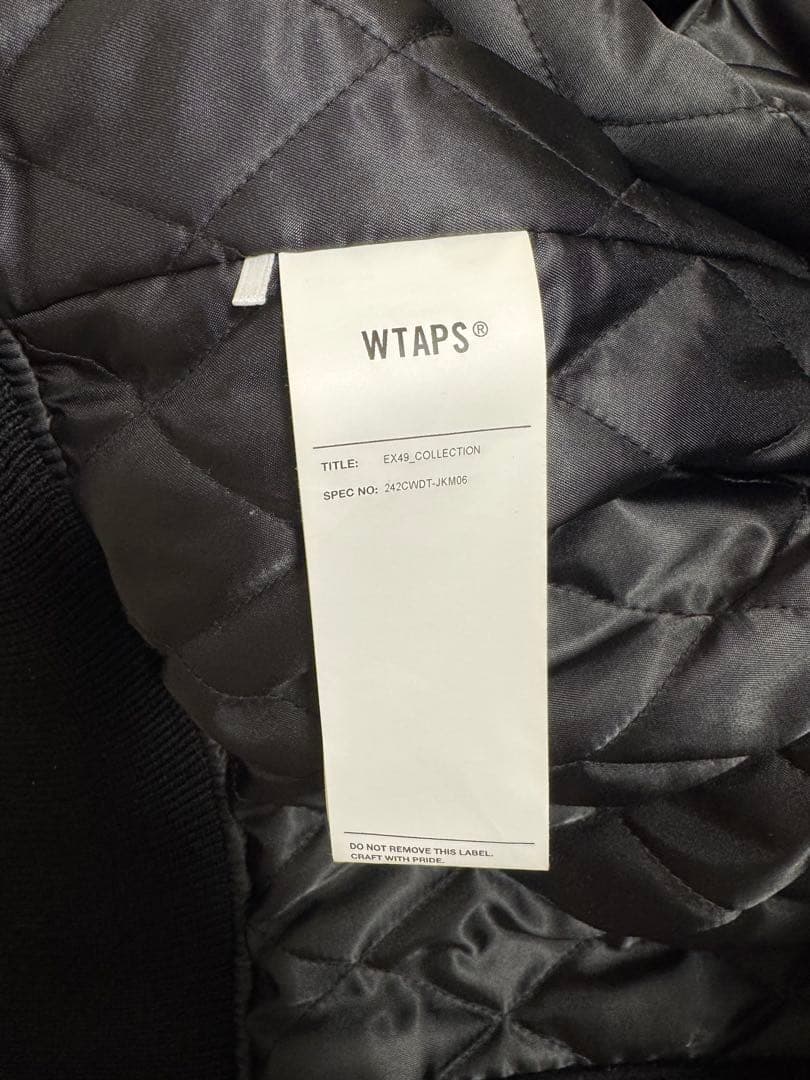 WTAPS®
TITLE: EX49_COLLECTION
SPEC NO: 242CWDT-JKM06
DO NOT REMOVE THIS LABEL.
CRAFT WITH PRIDE.